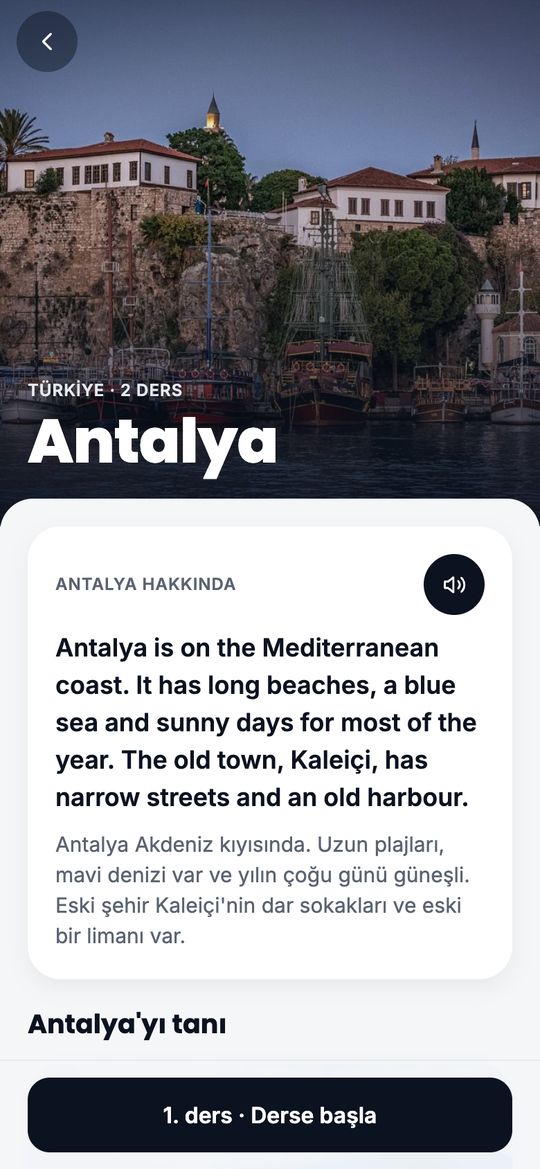 TÜRKİYE · 2 DERS
Antalya
ANTALYA HAKKINDA
Antalya is on the Mediterranean
coast. It has long beaches, a blue
sea and sunny days for most of the
year. The old town, Kaleiçi, has
narrow streets and an old harbour.
Antalya Akdeniz kıyısında. Uzun plajları,
mavi denizi var ve yılın çoğu günü güneşli.
Eski şehir Kaleiçi'nin dar sokakları ve eski
bir limanı var.
Antalya'yı tanı
1. ders · Derse başla